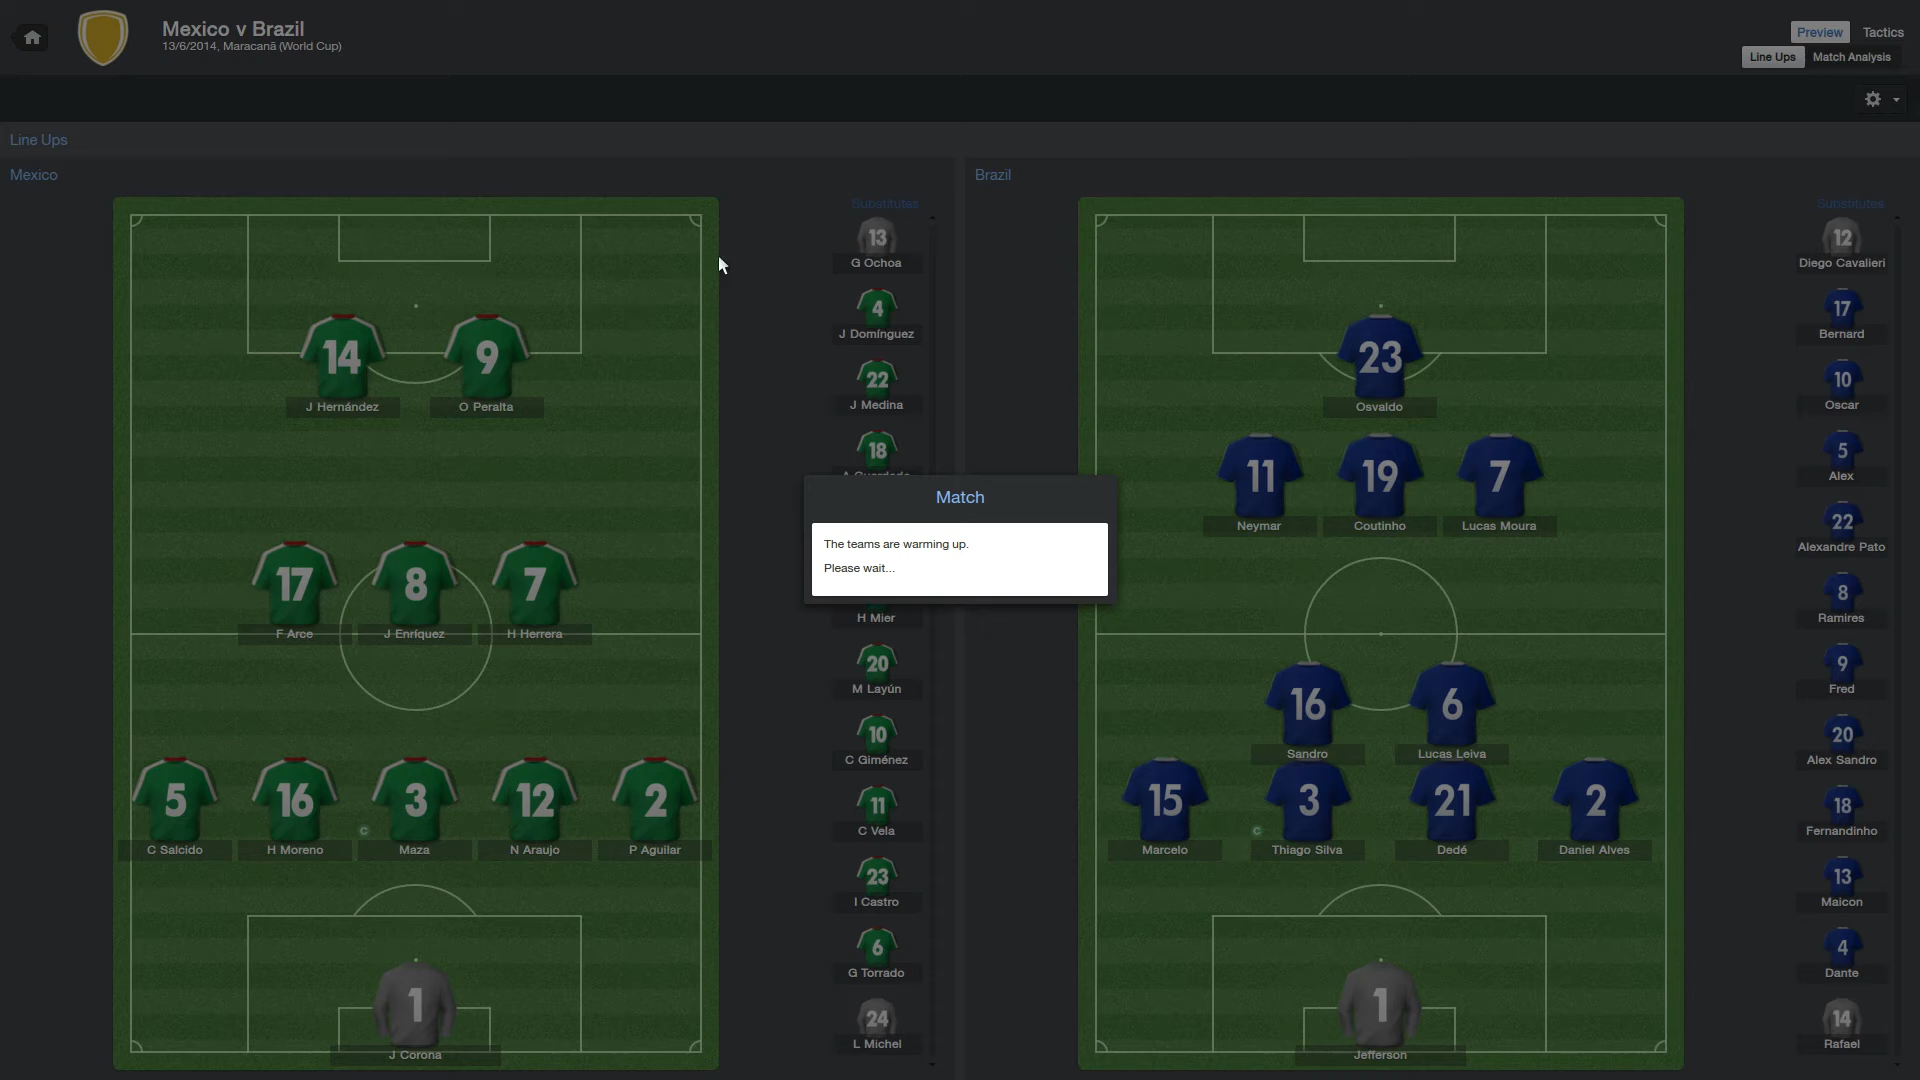 Mexico v Brazil
13/6/2014, Maracanã (World Cup)
Preview Tactics
Line Ups Match Analysis
Line Ups
Mexico
Substitutes
14 9
J Hernández O Peralta
17 8 7
F Arce J Enríquez H Herrera
5 16 3 12 2
C
C Salcido H Moreno Maza N Araujo P Aguilar
1
J Corona
13
G Ochoa
4
J Domínguez
22
J Medina
18
H Mier
20
M Layún
10
C Giménez
11
C Vela
23
I Castro
6
G Torrado
24
L Michel
Match
The teams are warming up.
Please wait...
Brazil
Substitutes
23
Osvaldo
11 19 7
Neymar Coutinho Lucas Moura
16 6
Sandro Lucas Leiva
15 3 21 2
C
Marcelo Thiago Silva Dedé Daniel Alves
1
Jefferson
12
Diego Cavalieri
17
Bernard
10
Oscar
5
Alex
22
Alexandre Pato
8
Ramires
9
Fred
20
Alex Sandro
18
Fernandinho
13
Maicon
4
Dante
14
Rafael